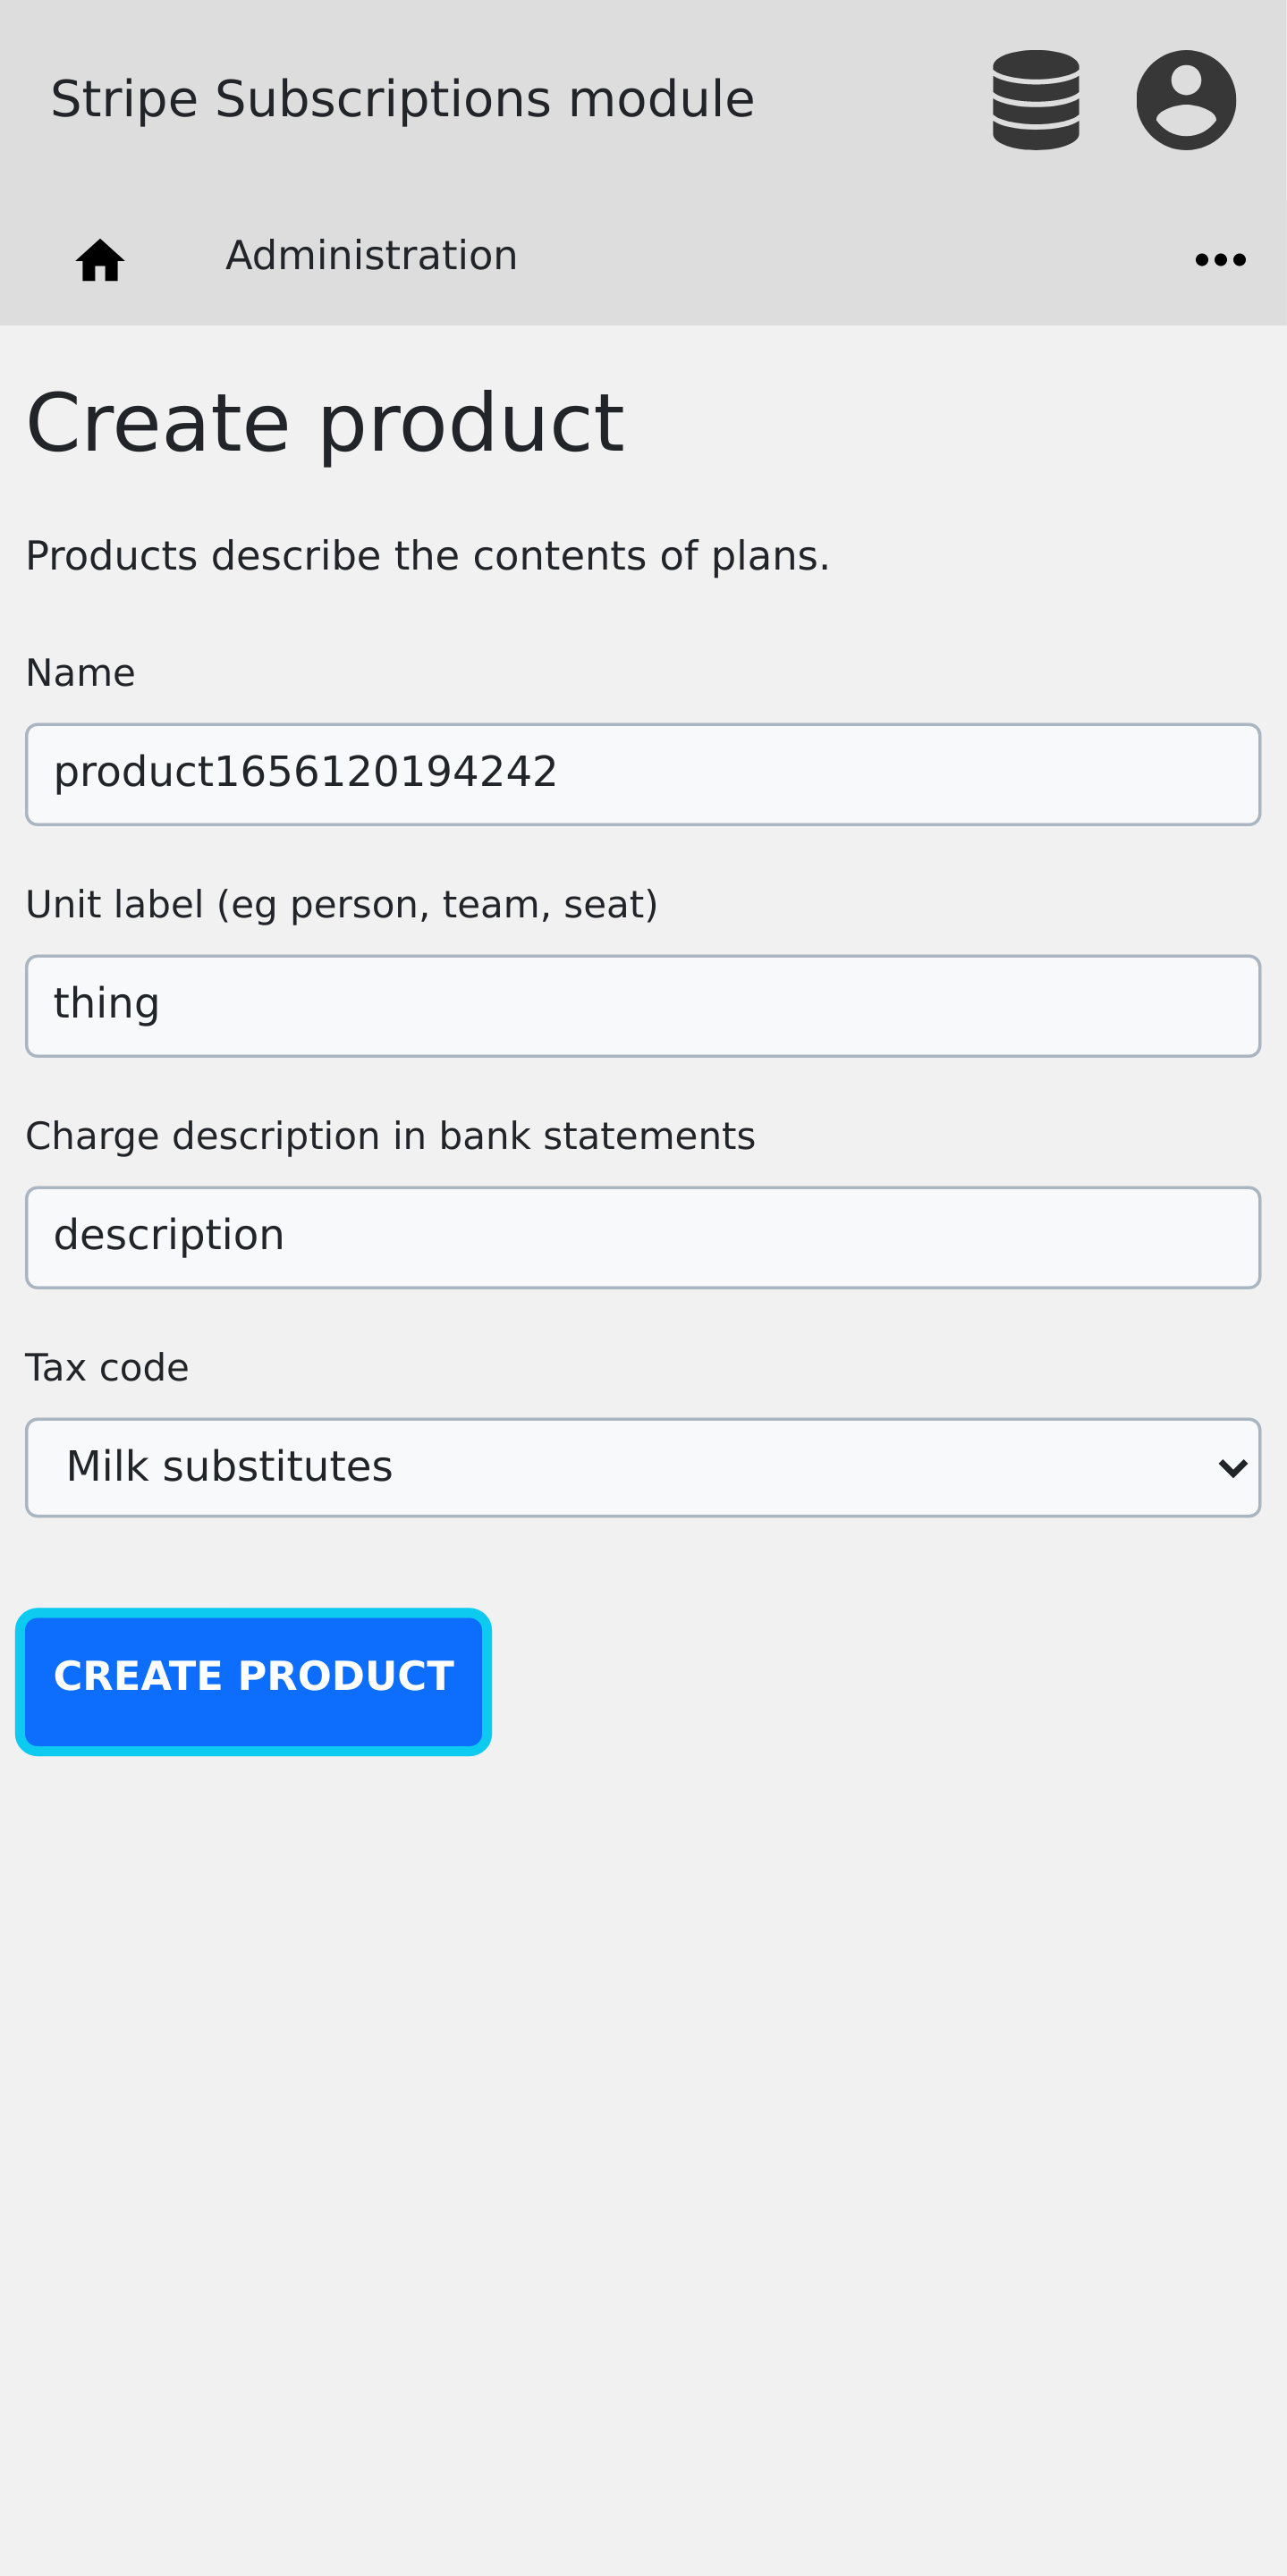 Stripe Subscriptions module
Administration
Create product
Products describe the contents of plans.
Name
product1656120194242
Unit label (eg person, team, seat)
thing
Charge description in bank statements
description
Tax code
Milk substitutes
CREATE PRODUCT